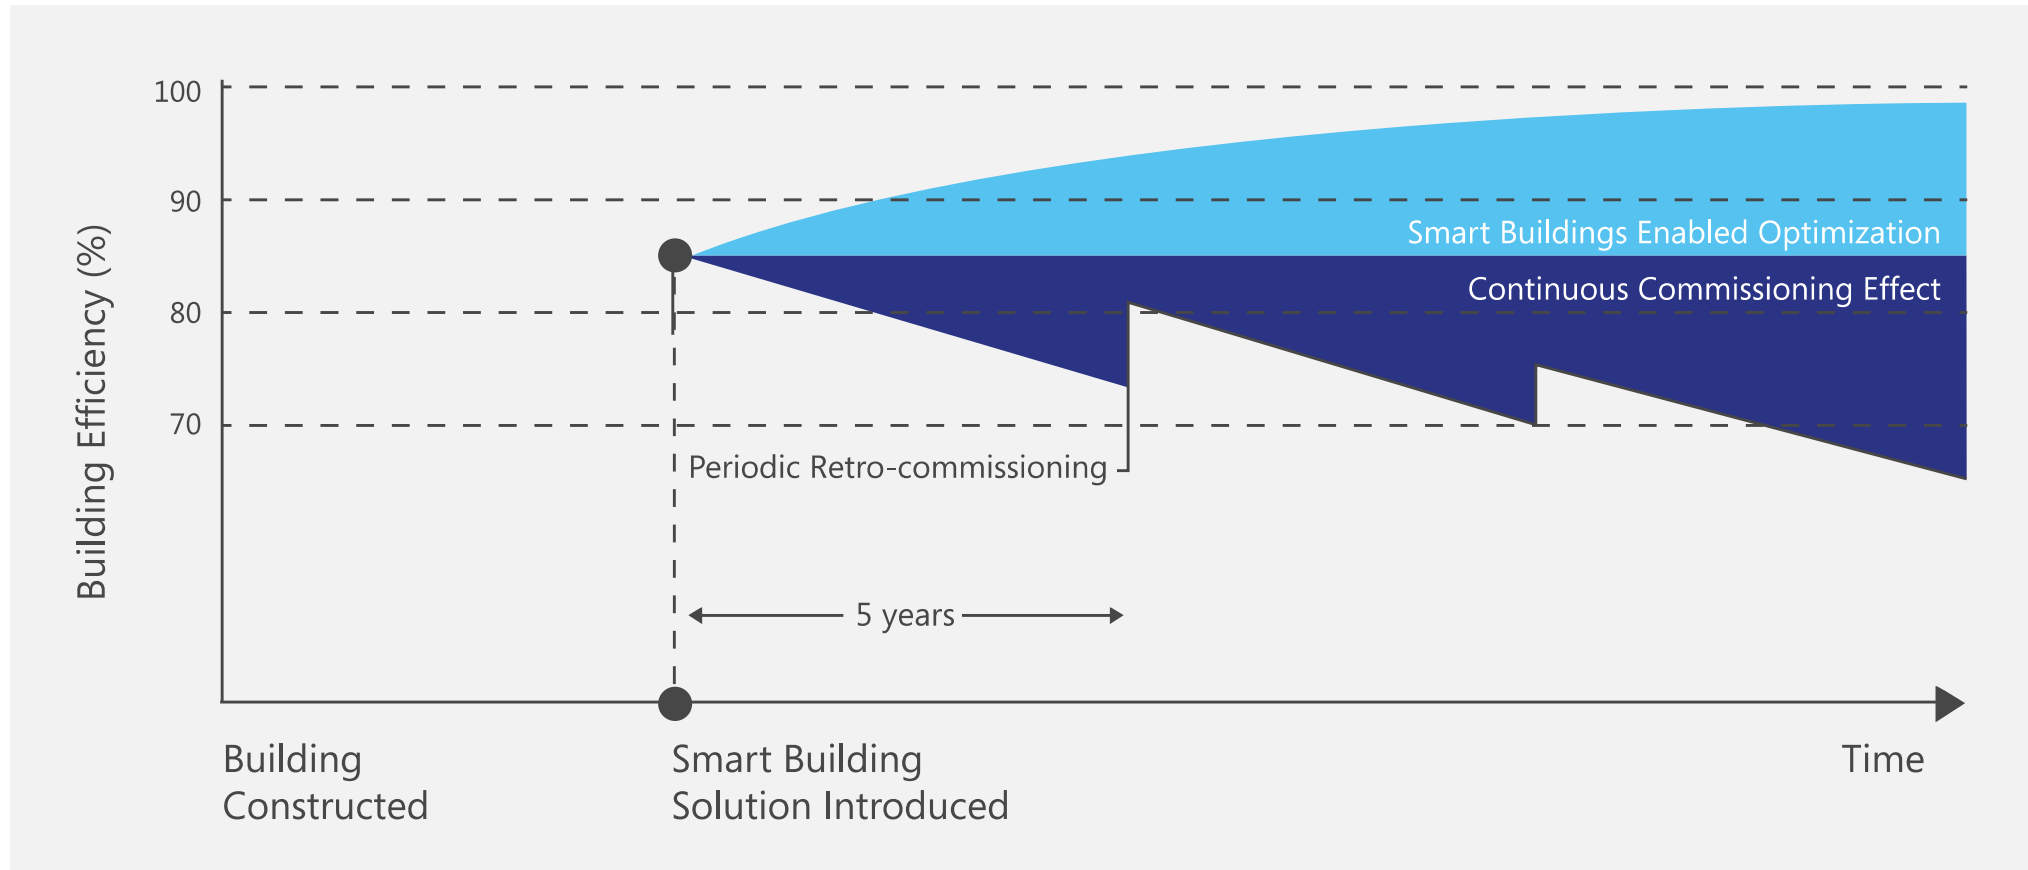 100
90
80
70
Building Efficiency (%)
Smart Buildings Enabled Optimization
Continuous Commissioning Effect
Periodic Retro-commissioning
5 years
Building
Constructed
Smart Building
Solution Introduced
Time